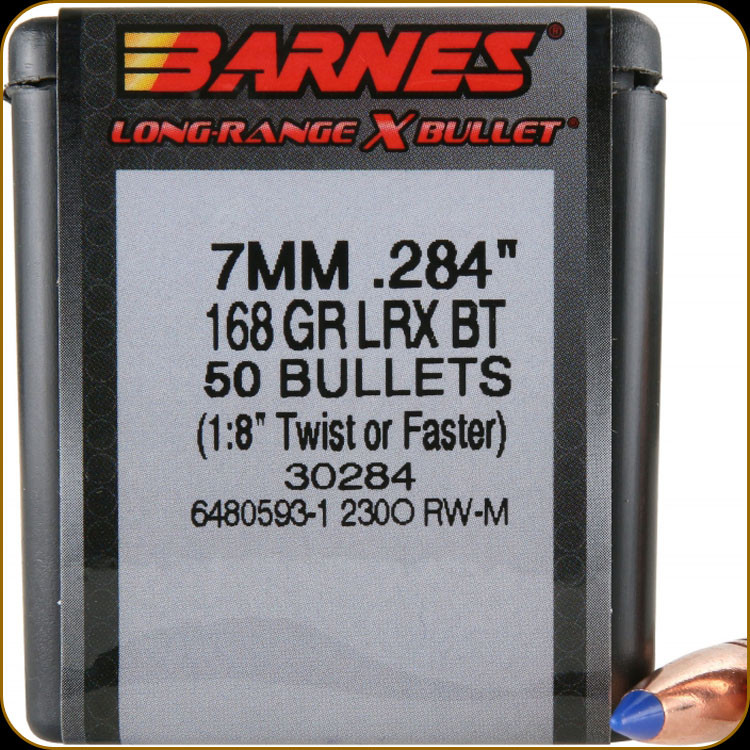 BARNES®
LONG-RANGE X BULLET®
7MM .284"
168 GR LRX BT
50 BULLETS
(1:8" Twist or Faster)
30284
6480593-1 230O RW-M